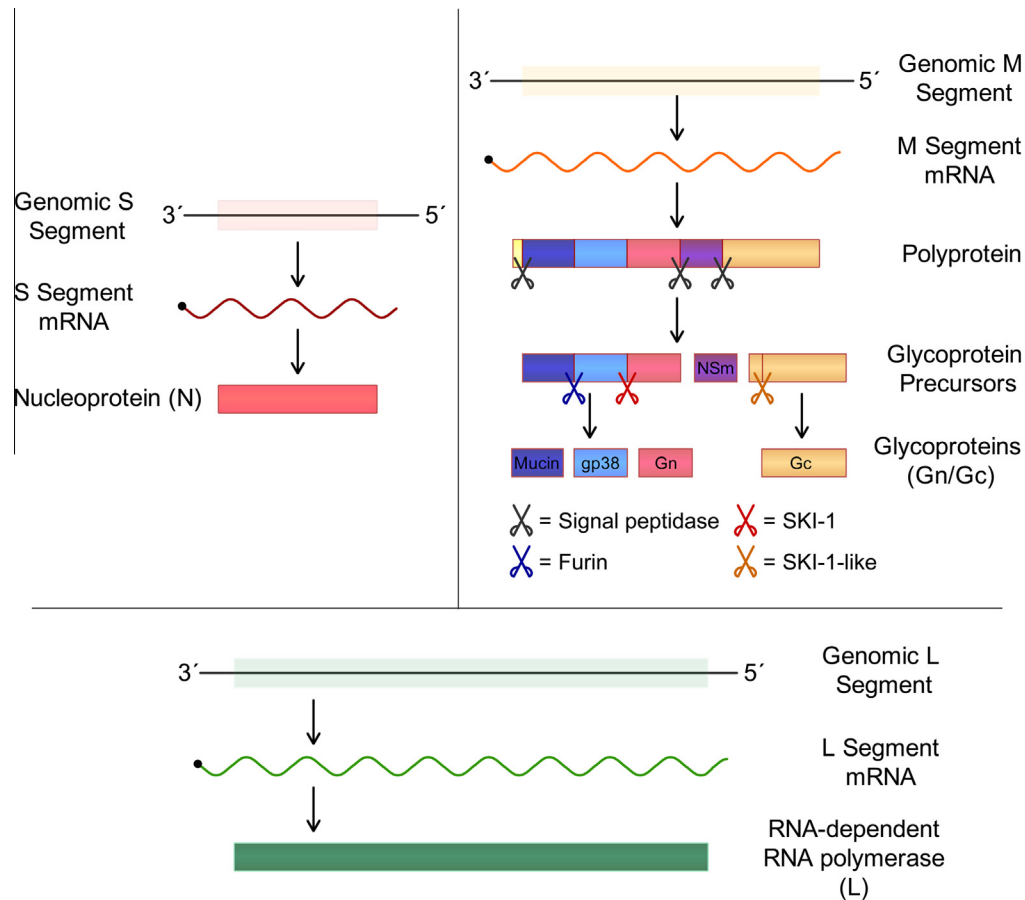 Genomic S
Segment
3´ 5´
S Segment
mRNA
Nucleoprotein (N)
3´ 5´
Genomic M
Segment
M Segment
mRNA
Polyprotein
NSm
Glycoprotein
Precursors
Mucin gp38 Gn Gc
Glycoproteins
(Gn/Gc)
= Signal peptidase
= SKI-1
= Furin
= SKI-1-like
3´ 5´
Genomic L
Segment
L Segment
mRNA
RNA-dependent
RNA polymerase
(L)